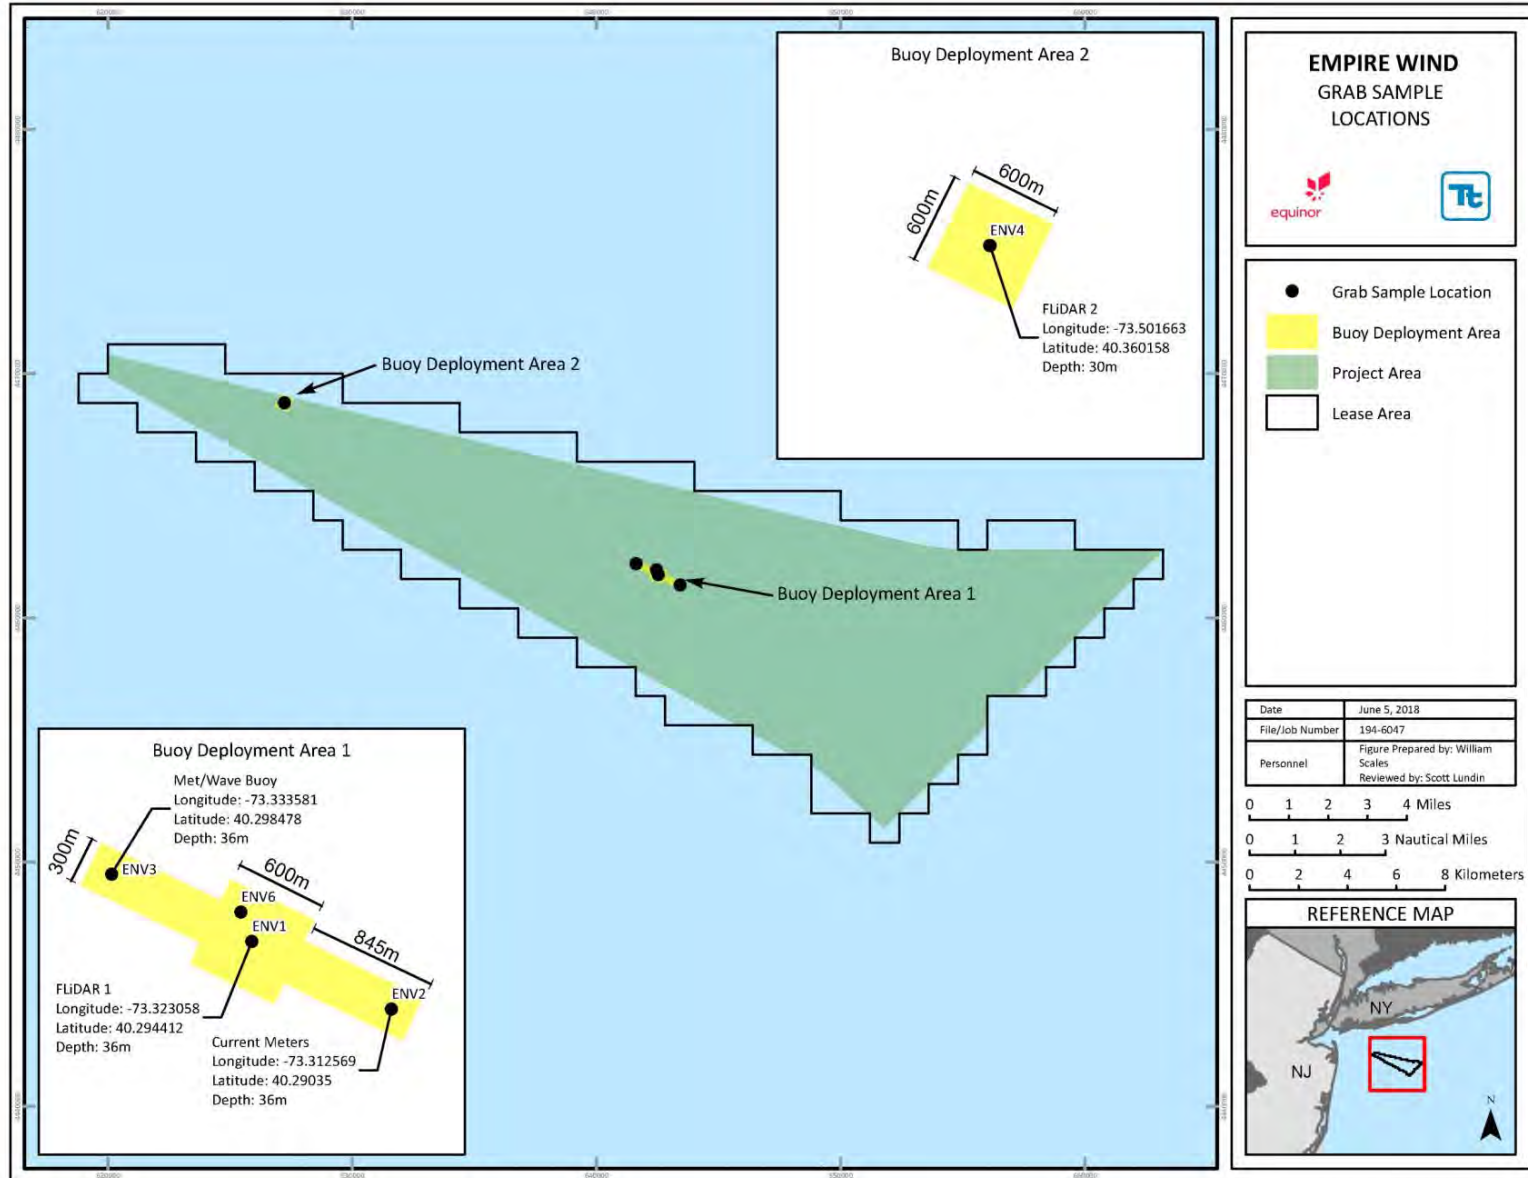 Buoy Deployment Area 2
600m
600m
ENV4
FLiDAR 2
Longitude: -73.501663
Latitude: 40.360158
Depth: 30m
Buoy Deployment Area 2
Buoy Deployment Area 1
Buoy Deployment Area 1
Met/Wave Buoy
Longitude: -73.333581
Latitude: 40.298478
Depth: 36m
300m
ENV3
600m
ENV6
ENV1
845m
ENV2
FLiDAR 1
Longitude: -73.323058
Latitude: 40.294412
Depth: 36m
Current Meters
Longitude: -73.312569
Latitude: 40.29035
Depth: 36m
EMPIRE WIND
GRAB SAMPLE
LOCATIONS
equinor
Tt
Grab Sample Location
Buoy Deployment Area
Project Area
Lease Area
Date June 5, 2018
File/Job Number 194-6047
Personnel Figure Prepared by: William
Scales
Reviewed by: Scott Lundin
0 1 2 3 4 Miles
0 1 2 3 Nautical Miles
0 2 4 6 8 Kilometers
REFERENCE MAP
NY
NJ
N